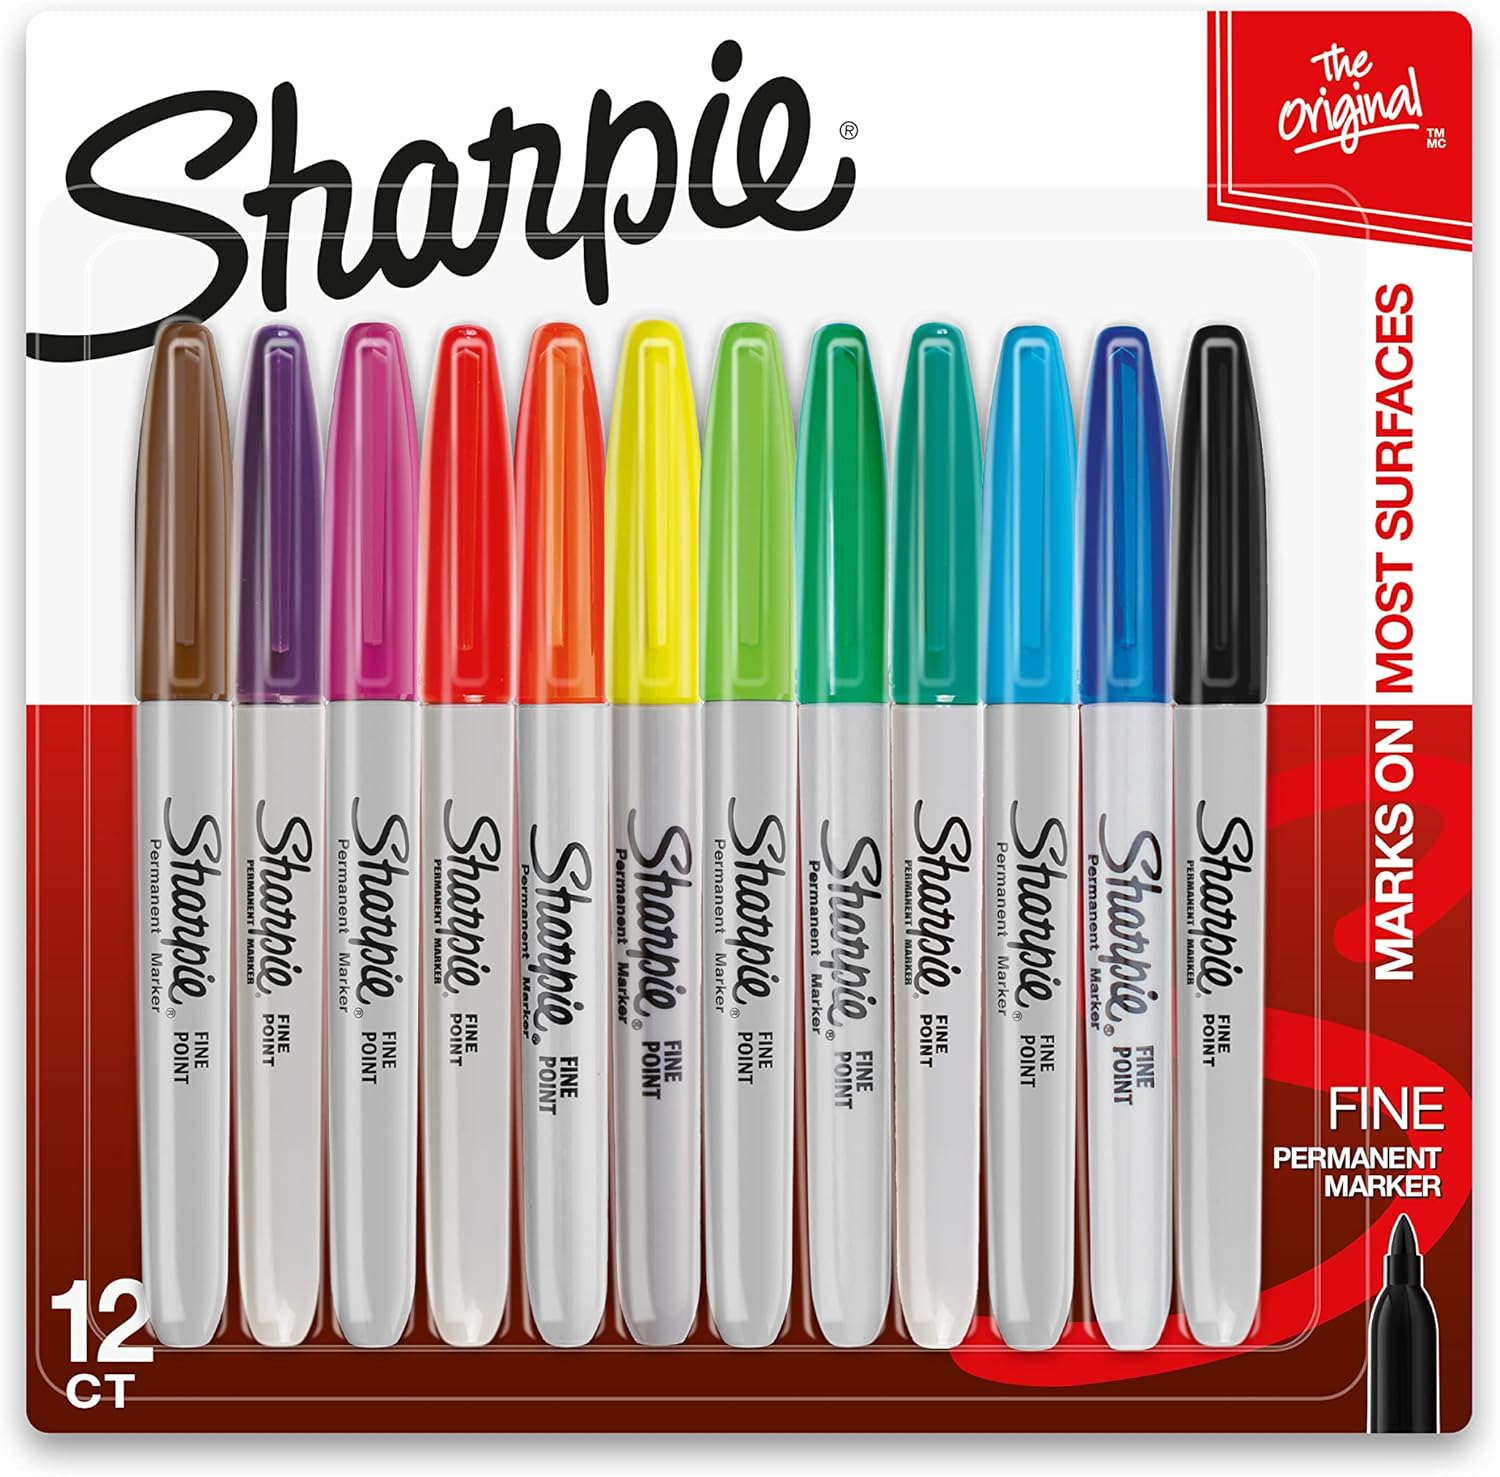 Sharpie®
The
Original
TM
MC
MARKS ON MOST SURFACES
Sharpie®
Permanent Marker
FINE
POINT
Sharpie®
PERMANENT MARKER
FINE
POINT
Sharpie®
Permanent Marker
FINE
POINT
Sharpie®
PERMANENT MARKER
FINE
POINT
Sharpie®
Permanent Marker
FINE
POINT
Sharpie®
Permanent Marker
FINE
POINT
Sharpie®
Permanent Marker
FINE
POINT
Sharpie®
Permanent Marker
FINE
POINT
Sharpie®
PERMANENT MARKER
FINE
POINT
Sharpie®
Permanent Marker
FINE
POINT
Sharpie®
Permanent Marker
FINE
POINT
Sharpie®
PERMANENT MARKER
FINE
POINT
FINE
PERMANENT
MARKER
12
CT